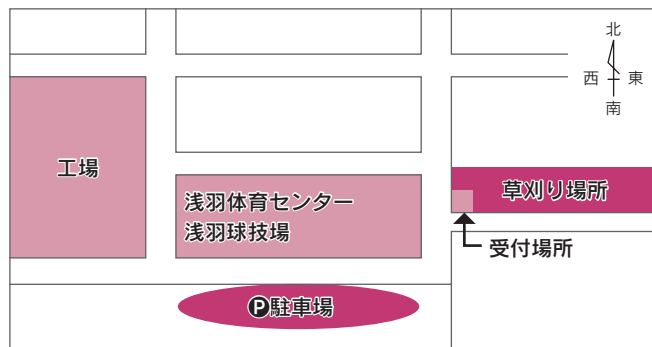 北
西 東
南
工場
浅羽体育センター
浅羽球技場
草刈り場所
受付場所
P駐車場